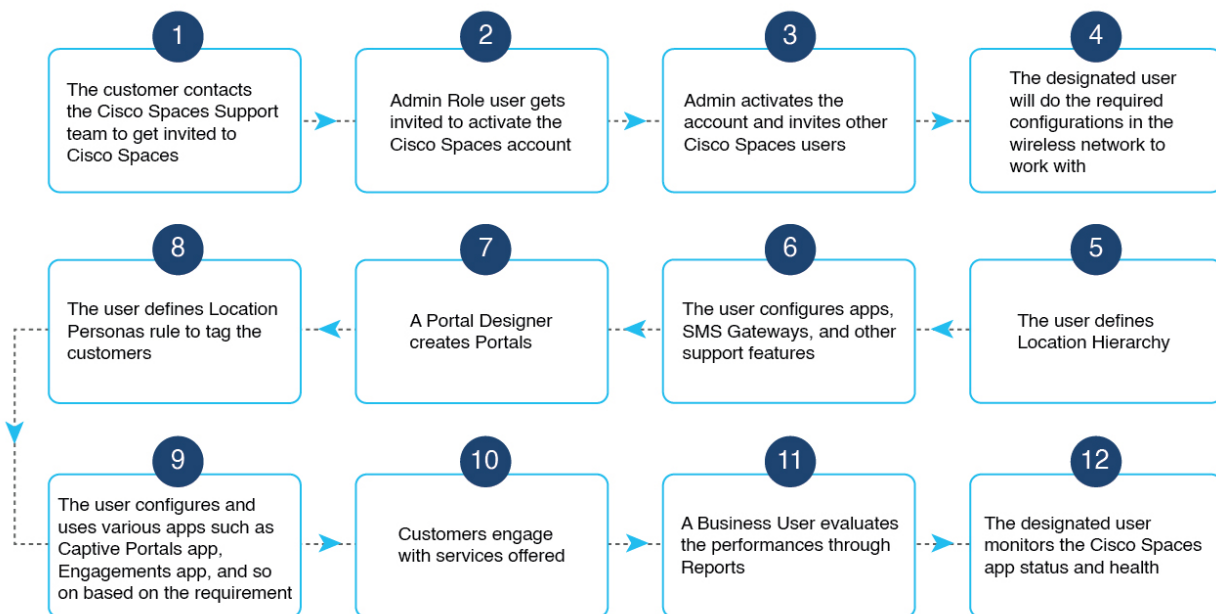 1
The customer contacts
the Cisco Spaces Support
team to get invited to
Cisco Spaces
2
Admin Role user gets
invited to activate the
Cisco Spaces account
3
Admin activates the
account and invites other
Cisco Spaces users
4
The designated user
will do the required
configurations in the
wireless network to
work with
5
The user defines
Location Hierarchy
6
The user configures apps,
SMS Gateways, and other
support features
7
A Portal Designer
creates Portals
8
The user defines Location
Personas rule to tag the
customers
9
The user configures and
uses various apps such as
Captive Portals app,
Engagements app, and so
on based on the requirement
10
Customers engage
with services offered
11
A Business User evaluates
the performances through
Reports
12
The designated user
monitors the Cisco Spaces
app status and health